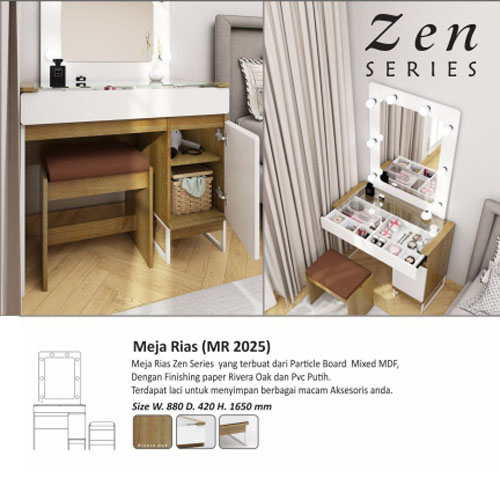 Zen
SERIES
Meja Rias (MR 2025)
Meja Rias Zen Series yang terbuat dari Particle Board Mixed MDF,
Dengan Finishing paper Rivera Oak dan Pvc Putih.
Terdapat laci untuk menyimpan berbagai macam Aksesoris anda.
Size W. 880 D. 420 H. 1650 mm